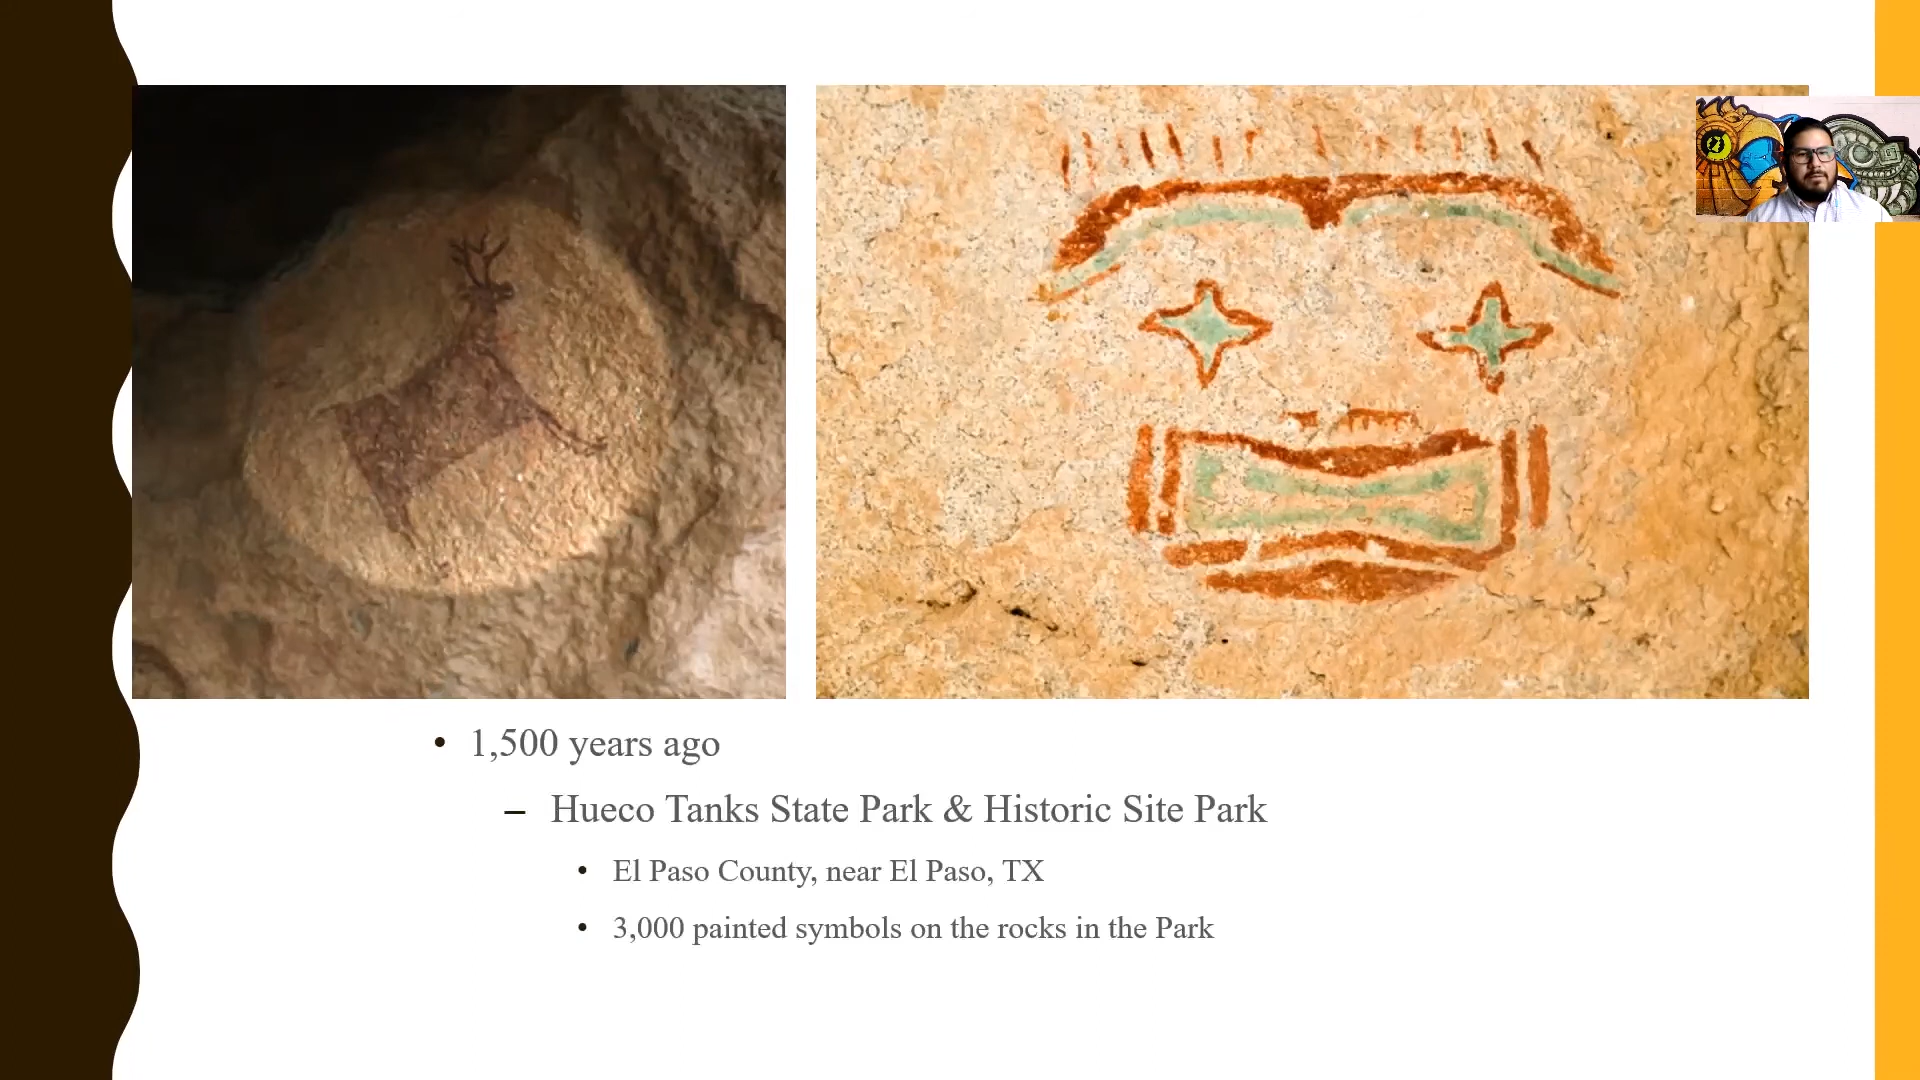 • 1,500 years ago
– Hueco Tanks State Park & Historic Site Park
• El Paso County, near El Paso, TX
• 3,000 painted symbols on the rocks in the Park